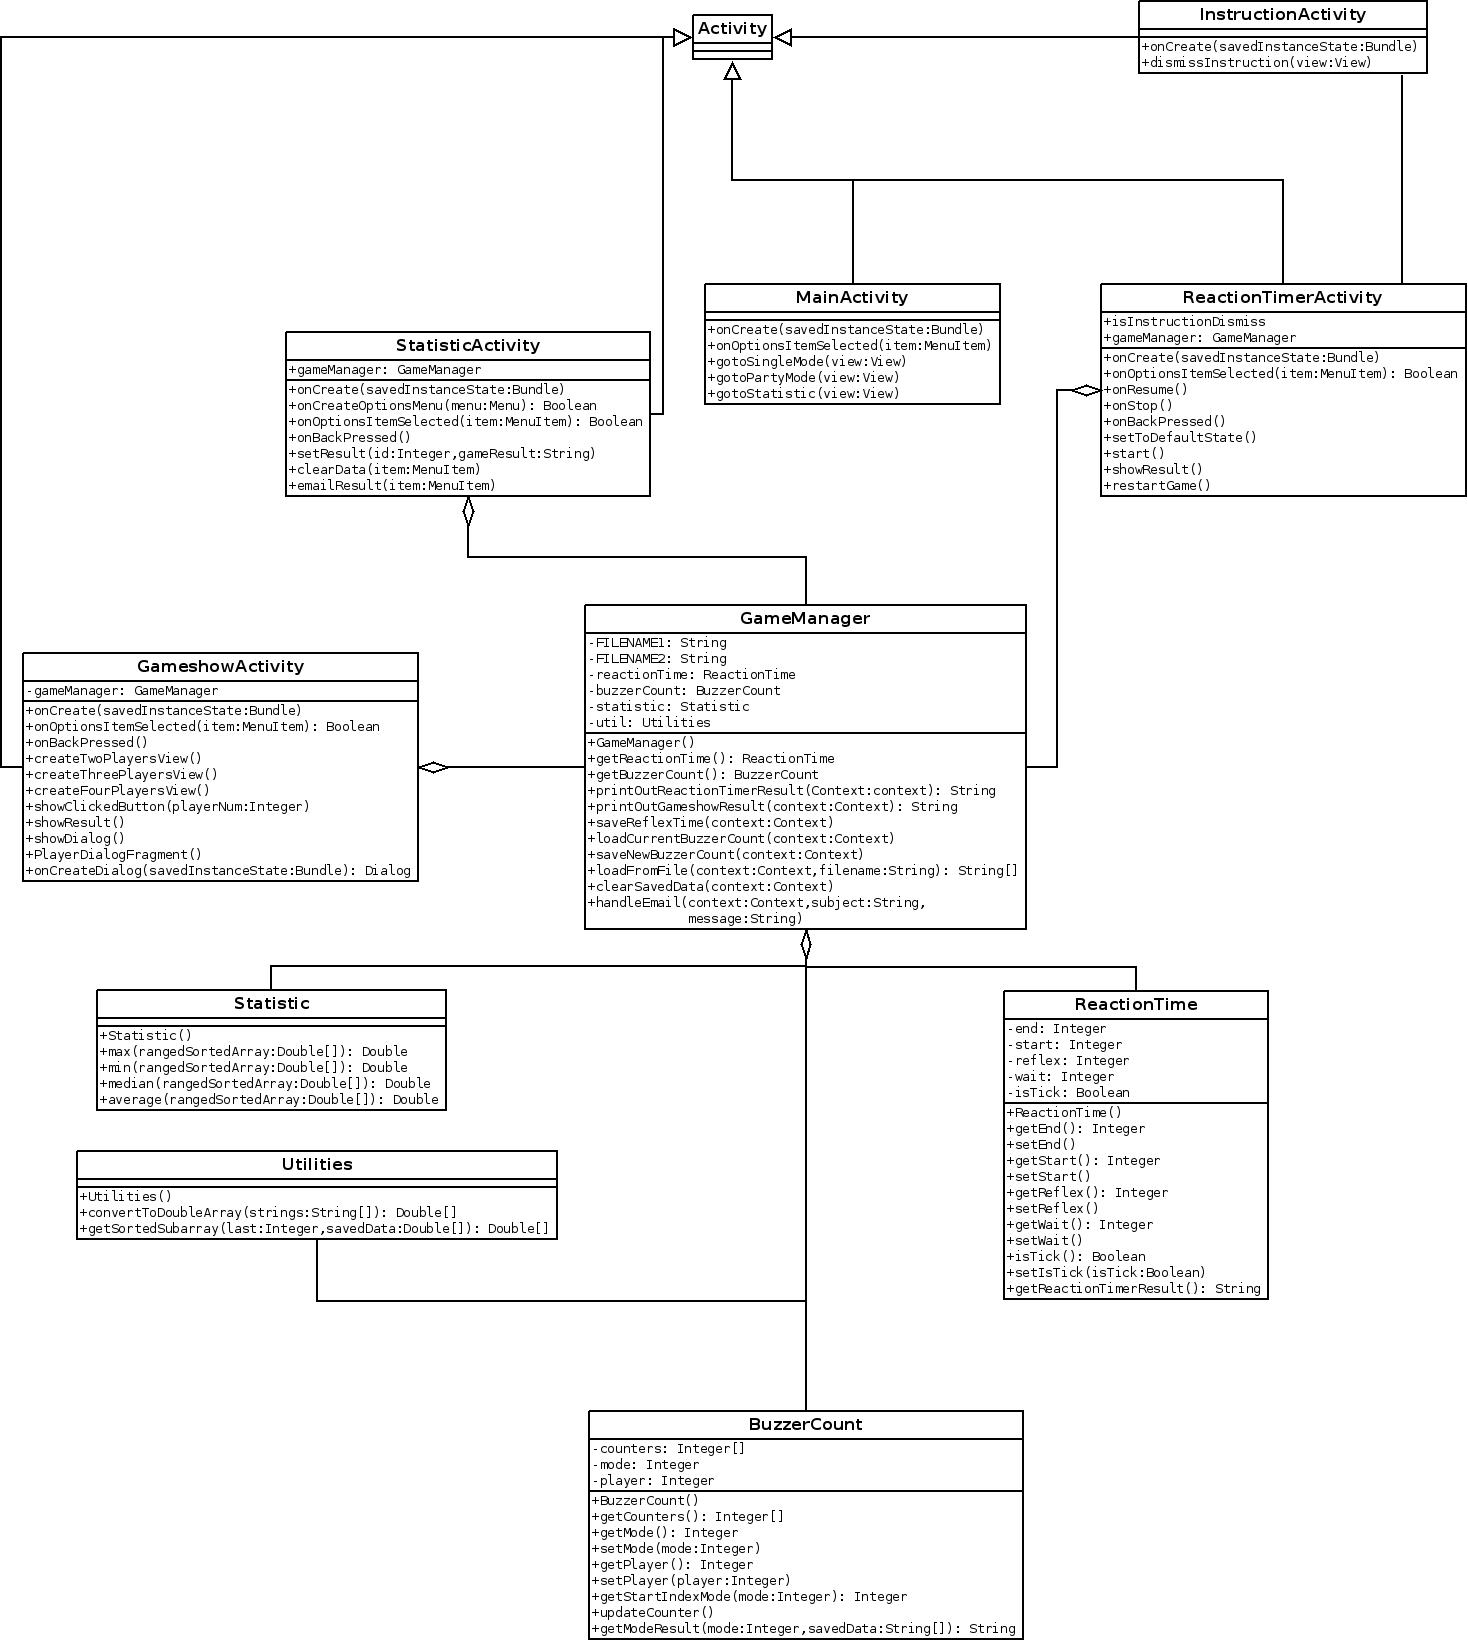 Activity
InstructionActivity
+onCreate(savedInstanceState:Bundle)
+dismissInstruction(view:View)
MainActivity
+onCreate(savedInstanceState:Bundle)
+onOptionsItemSelected(item:MenuItem)
+gotoSingleMode(view:View)
+gotoPartyMode(view:View)
+gotoStatistic(view:View)
ReactionTimerActivity
+isInstructionDismiss
+gameManager: GameManager
+onCreate(savedInstanceState:Bundle)
+onOptionsItemSelected(item:MenuItem): Boolean
+onResume()
+onStop()
+onBackPressed()
+setToDefaultState()
+start()
+showResult()
+restartGame()
StatisticActivity
+gameManager: GameManager
+onCreate(savedInstanceState:Bundle)
+onCreateOptionsMenu(menu:Menu): Boolean
+onOptionsItemSelected(item:MenuItem): Boolean
+onBackPressed()
+setResult(id:Integer,gameResult:String)
+clearData(item:MenuItem)
+emailResult(item:MenuItem)
GameManager
-FILENAME1: String
-FILENAME2: String
-reactionTime: ReactionTime
-buzzerCount: BuzzerCount
-statistic: Statistic
-util: Utilities
+GameManager()
+getReactionTime(): ReactionTime
+getBuzzerCount(): BuzzerCount
+printOutReactionTimerResult(Context:context): String
+printOutGameshowResult(context:Context): String
+saveReflexTime(context:Context)
+loadCurrentBuzzerCount(context:Context)
+saveNewBuzzerCount(context:Context)
+loadFromFile(context:Context,filename:String): String[]
+clearSavedData(context:Context)
+handleEmail(context:Context,subject:String,
message:String)
GameshowActivity
-gameManager: GameManager
+onCreate(savedInstanceState:Bundle)
+onOptionsItemSelected(item:MenuItem): Boolean
+onBackPressed()
+createTwoPlayersView()
+createThreePlayersView()
+createFourPlayersView()
+showClickedButton(playerNum:Integer)
+showResult()
+showDialog()
+PlayerDialogFragment()
+onCreateDialog(savedInstanceState:Bundle): Dialog
Statistic
+Statistic()
+max(rangedSortedArray:Double[]): Double
+min(rangedSortedArray:Double[]): Double
+median(rangedSortedArray:Double[]): Double
+average(rangedSortedArray:Double[]): Double
ReactionTime
-end: Integer
-start: Integer
-reflex: Integer
-wait: Integer
-isTick: Boolean
+ReactionTime()
+getEnd(): Integer
+setEnd()
+getStart(): Integer
+setStart()
+getReflex(): Integer
+setReflex()
+getWait(): Integer
+setWait()
+isTick(): Boolean
+setIsTick(isTick:Boolean)
+getReactionTimerResult(): String
Utilities
+Utilities()
+convertToDoubleArray(strings:String[]): Double[]
+getSortedSubarray(last:Integer,savedData:Double[]): Double[]
BuzzerCount
-counters: Integer[]
-mode: Integer
-player: Integer
+BuzzerCount()
+getCounters(): Integer[]
+getMode(): Integer
+setMode(mode:Integer)
+getPlayer(): Integer
+setPlayer(player:Integer)
+getStartIndexMode(mode:Integer): Integer
+updateCounter()
+getModeResult(mode:Integer,savedData:String[]): String